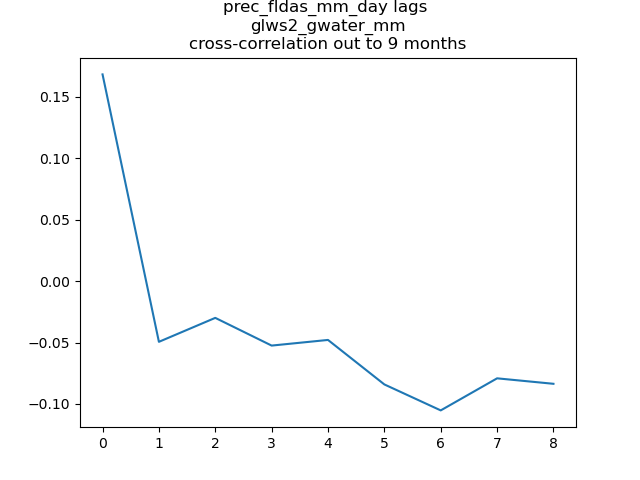 prec_fldas_mm_day lags
glws2_gwater_mm
cross-correlation out to 9 months
0.15
0.10
0.05
0.00
−0.05
−0.10
0 1 2 3 4 5 6 7 8